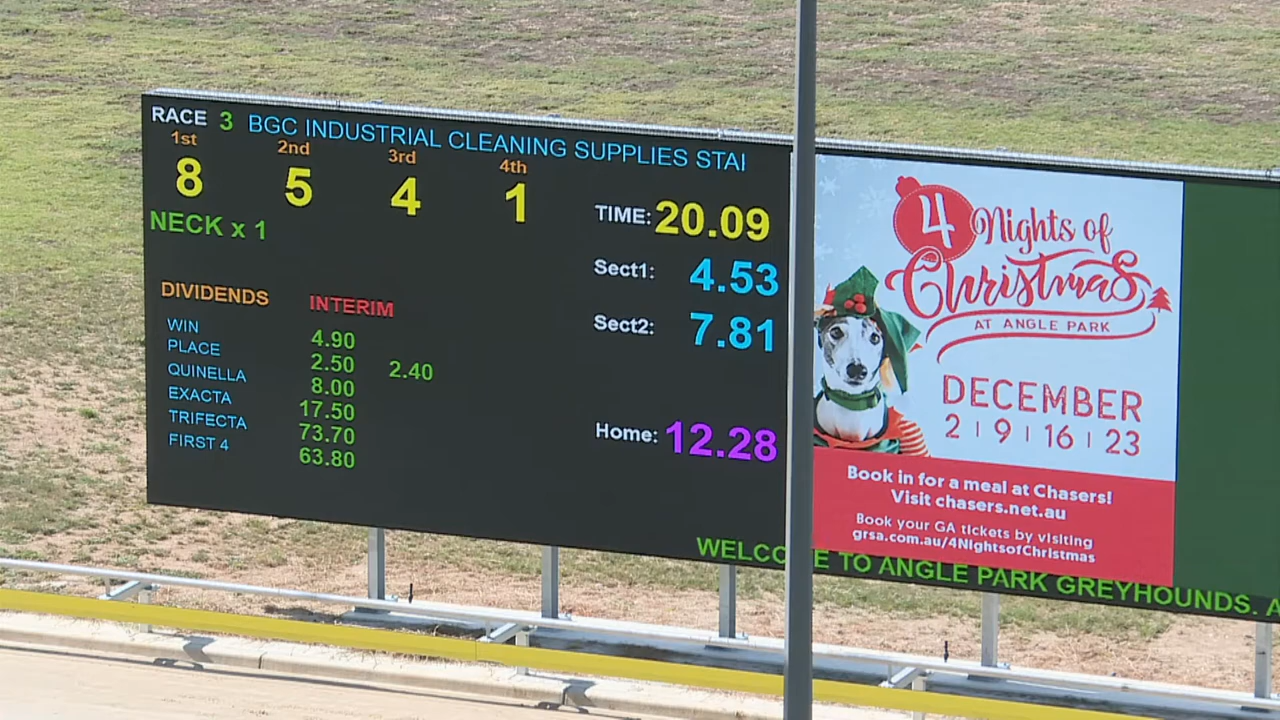 RACE 3 BGC INDUSTRIAL CLEANING SUPPLIES STAI
1st 2nd 3rd 4th
8 5 4 1
NECK x 1
TIME: 20.09
Sect1: 4.53
Sect2: 7.81
Home: 12.28
DIVIDENDS INTERIM
WIN 4.90
PLACE 2.50 2.40
QUINELLA 8.00
EXACTA 17.50
TRIFECTA 73.70
FIRST 4 63.80
4 Nights of
Christmas
AT ANGLE PARK
DECEMBER
2 | 9 | 16 | 23
Book in for a meal at Chasers!
Visit chasers.net.au
Book your GA tickets by visiting
grsa.com.au/4NightsofChristmas
WELCOME TO ANGLE PARK GREYHOUNDS. A